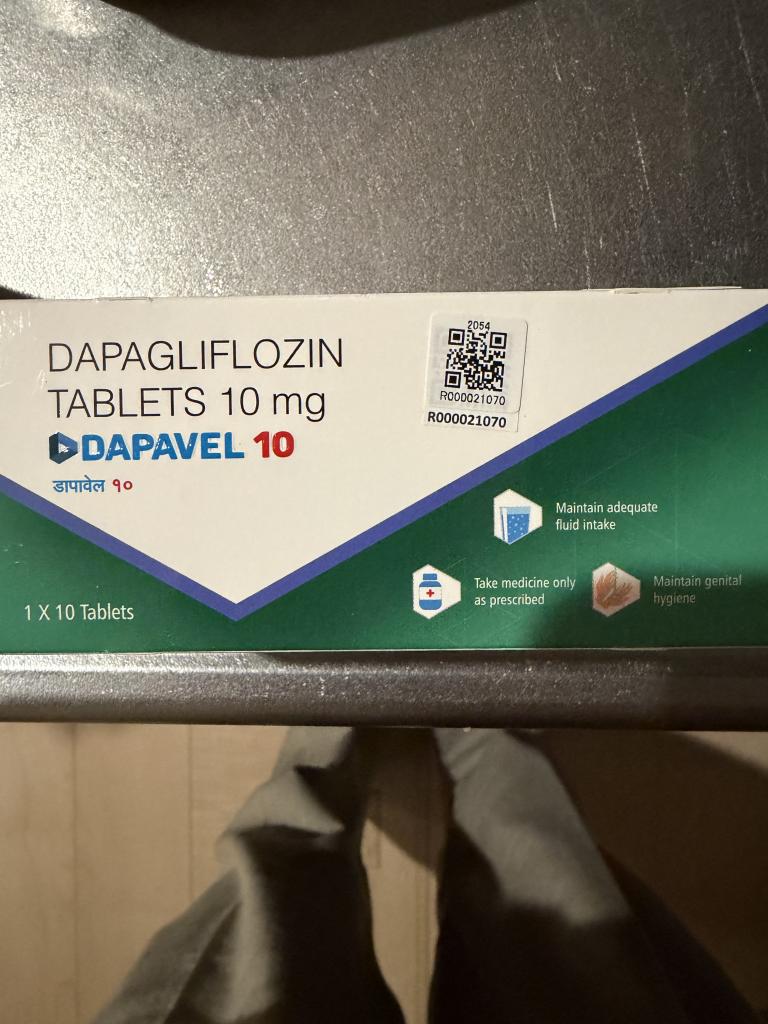 DAPAGLIFLOZIN
TABLETS 10 mg
DAPAVEL 10
डापावेल १०
1 X 10 Tablets
2054
R000021070
R000021070
Maintain adequate
fluid intake
Take medicine only
as prescribed
Maintain genital
hygiene